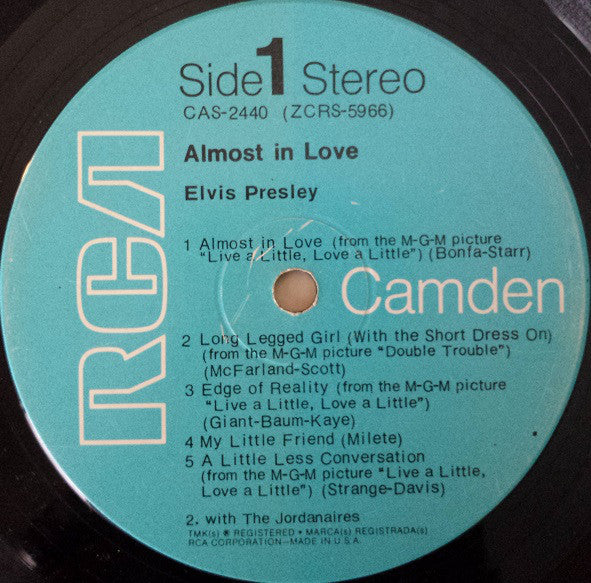 Side 1 Stereo
CAS-2440 (ZCRS-5966)
Almost in Love
Elvis Presley
RCA
1 Almost in Love (from the M-G-M picture
"Live a Little, Love a Little") (Bonfa-Starr)
Camden
2 Long Legged Girl (With the Short Dress On)
(from the M-G-M picture "Double Trouble")
(McFarland-Scott)
3 Edge of Reality (from the M-G-M picture
"Live a Little, Love a Little")
(Giant-Baum-Kaye)
4 My Little Friend (Milete)
5 A Little Less Conversation
(from the M-G-M picture "Live a Little,
Love a Little") (Strange-Davis)
2. with The Jordanaires
TMK(s) ® REGISTERED • MARCA(s) REGISTRADA(s)
RCA CORPORATION—MADE IN U.S.A.